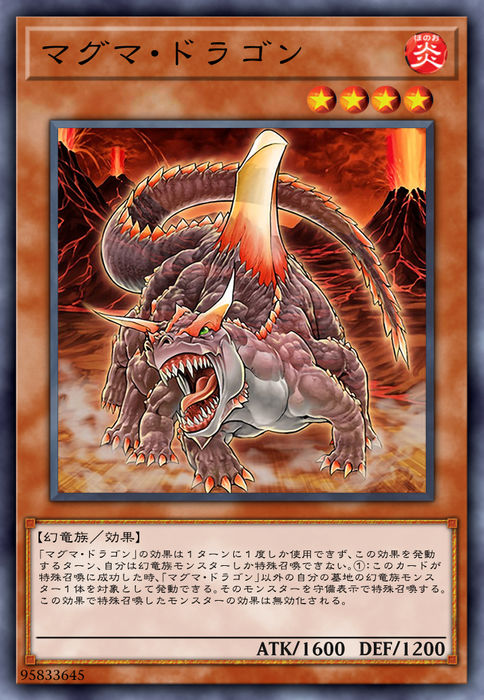 マグマ・ドラゴン
ほのお
炎
【幻竜族／効果】
「マグマ・ドラゴン」の効果は１ターンに１度しか使用できず、この効果を発動
するターン、自分は幻竜族モンスターしか特殊召喚できない。①：このカードが
特殊召喚に成功した時、「マグマ・ドラゴン」以外の自分の墓地の幻竜族モンス
ター１体を対象として発動できる。そのモンスターを守備表示で特殊召喚する。
この効果で特殊召喚したモンスターの効果は無効化される。
ATK/1600 DEF/1200
95833645